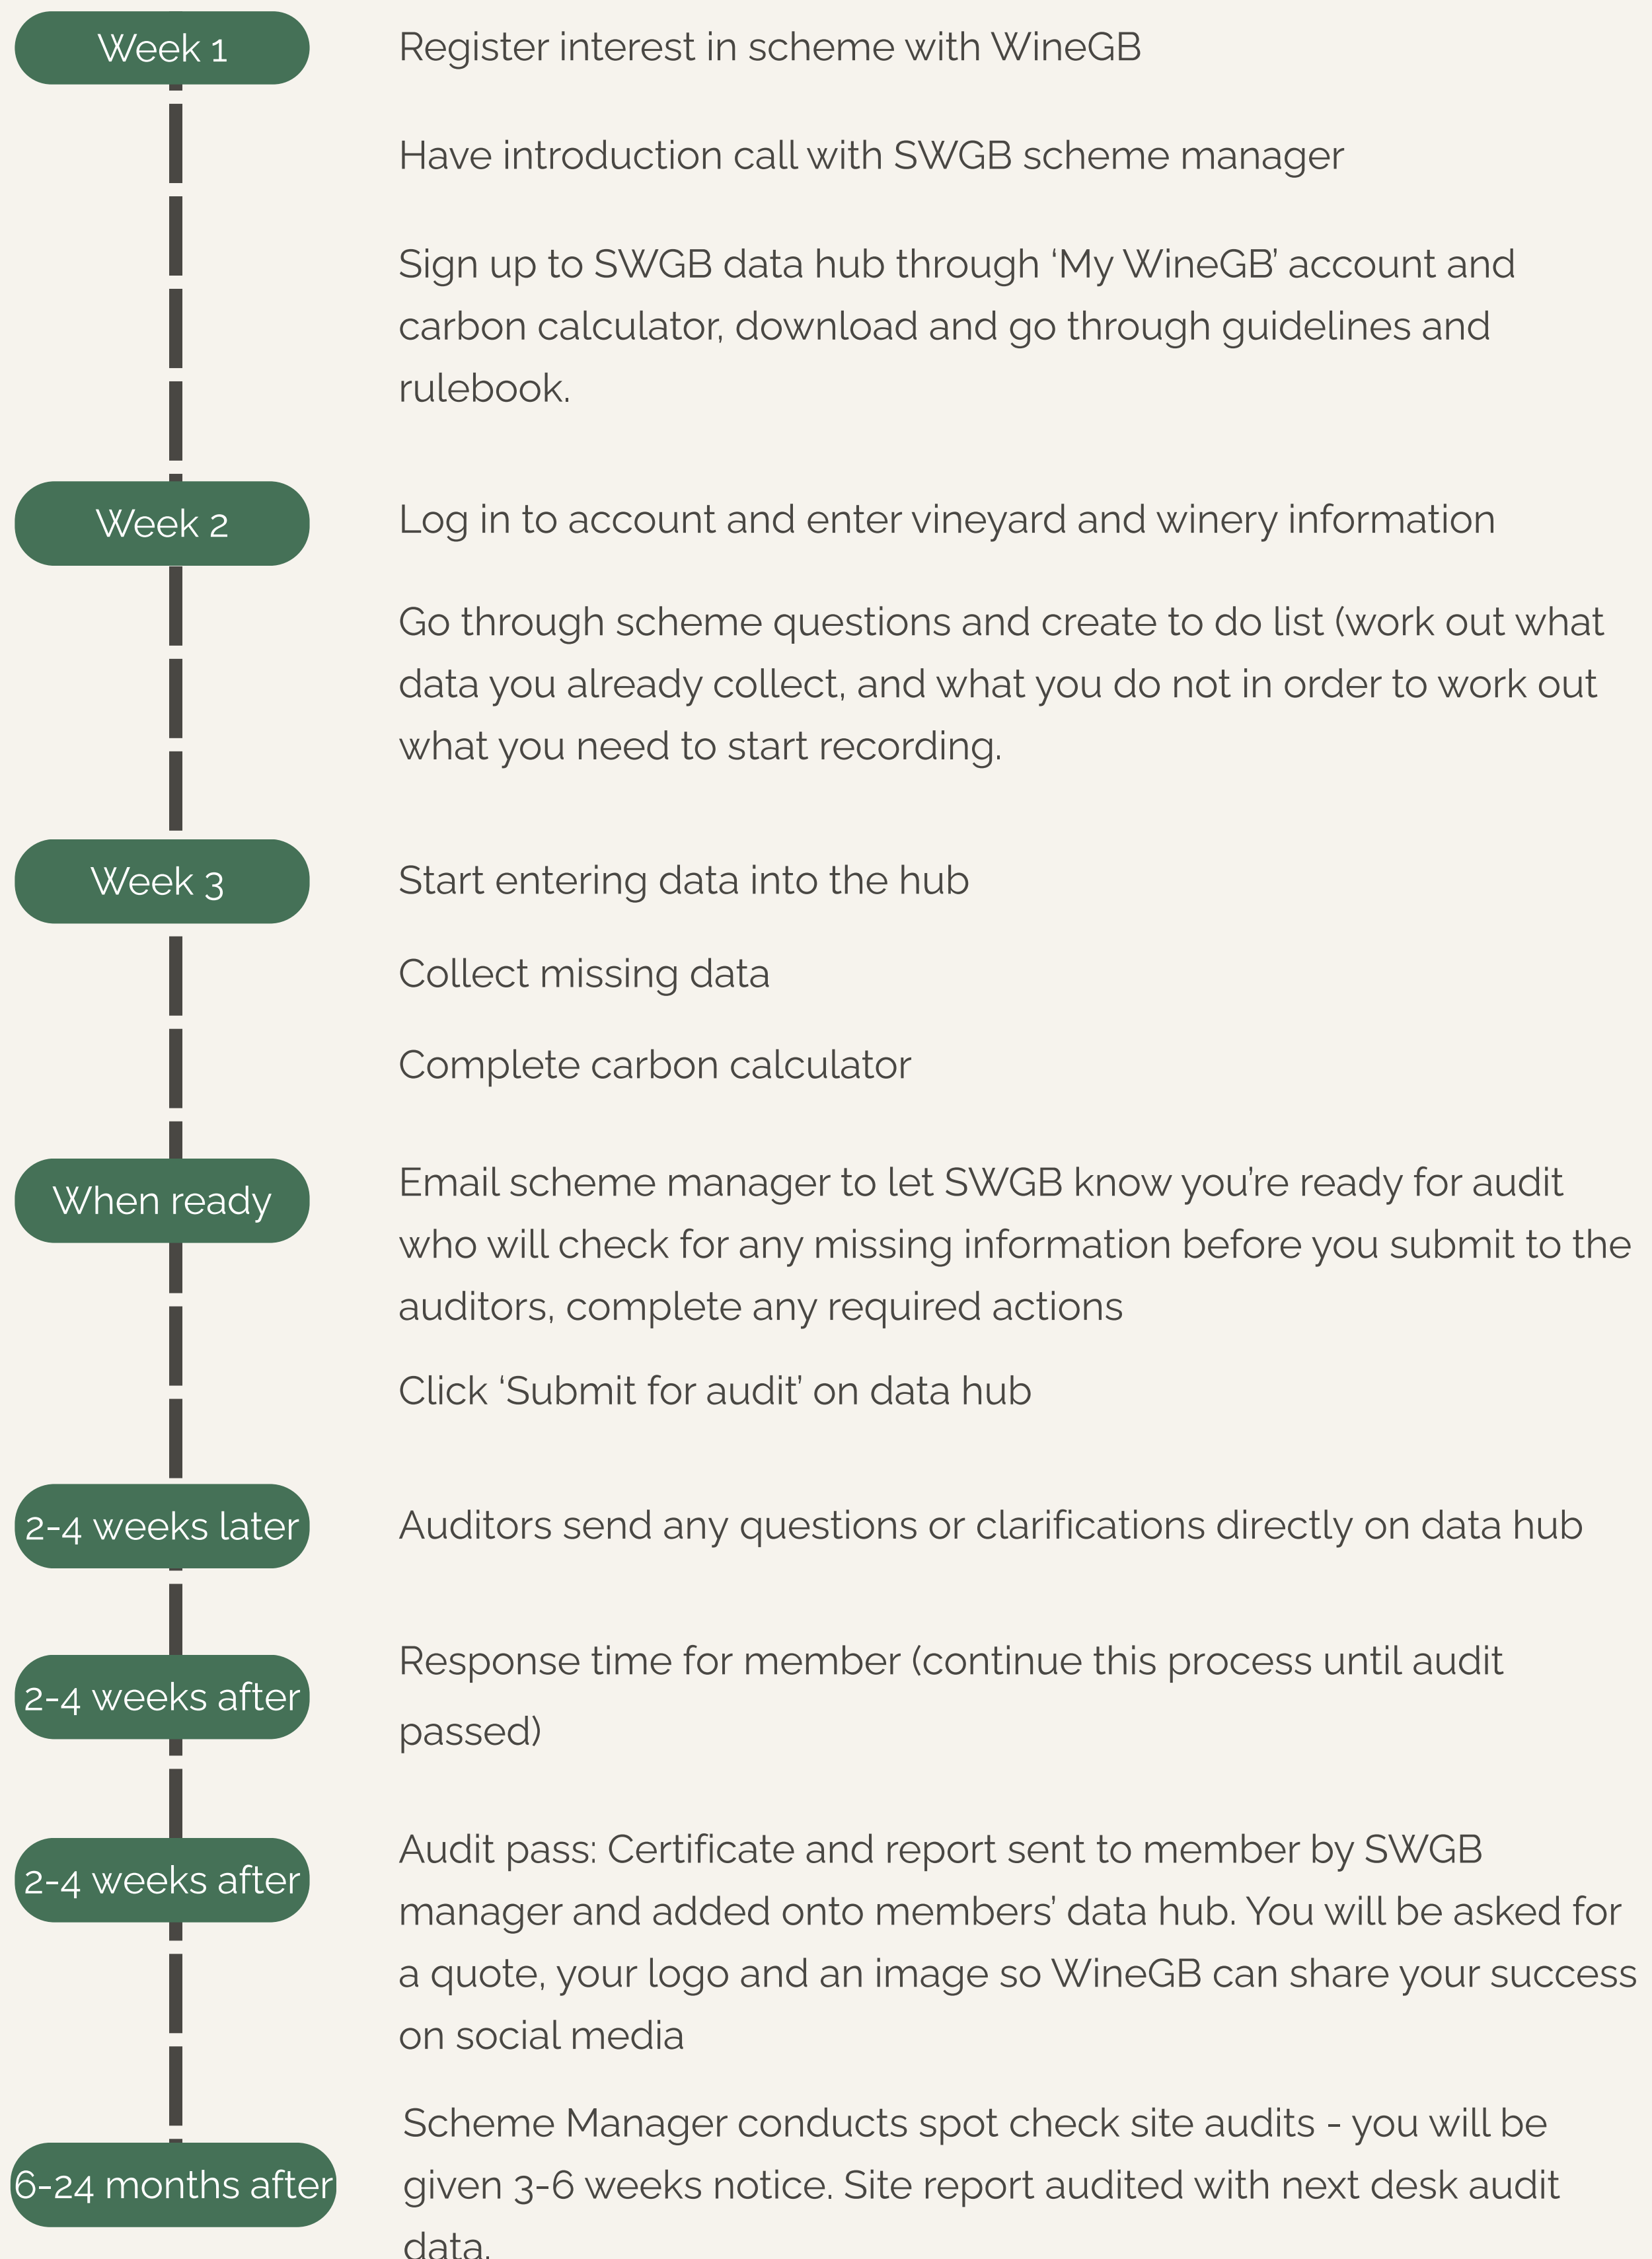 Week 1
Register interest in scheme with WineGB
Have introduction call with SWGB scheme manager
Sign up to SWGB data hub through ‘My WineGB’ account and
carbon calculator, download and go through guidelines and
rulebook.
Week 2
Log in to account and enter vineyard and winery information
Go through scheme questions and create to do list (work out what
data you already collect, and what you do not in order to work out
what you need to start recording.
Week 3
Start entering data into the hub
Collect missing data
Complete carbon calculator
When ready
Email scheme manager to let SWGB know you’re ready for audit
who will check for any missing information before you submit to the
auditors, complete any required actions
Click ‘Submit for audit’ on data hub
2-4 weeks later
Auditors send any questions or clarifications directly on data hub
2-4 weeks after
Response time for member (continue this process until audit
passed)
2-4 weeks after
Audit pass: Certificate and report sent to member by SWGB
manager and added onto members’ data hub. You will be asked for
a quote, your logo and an image so WineGB can share your success
on social media
6-24 months after
Scheme Manager conducts spot check site audits - you will be
given 3-6 weeks notice. Site report audited with next desk audit
data.